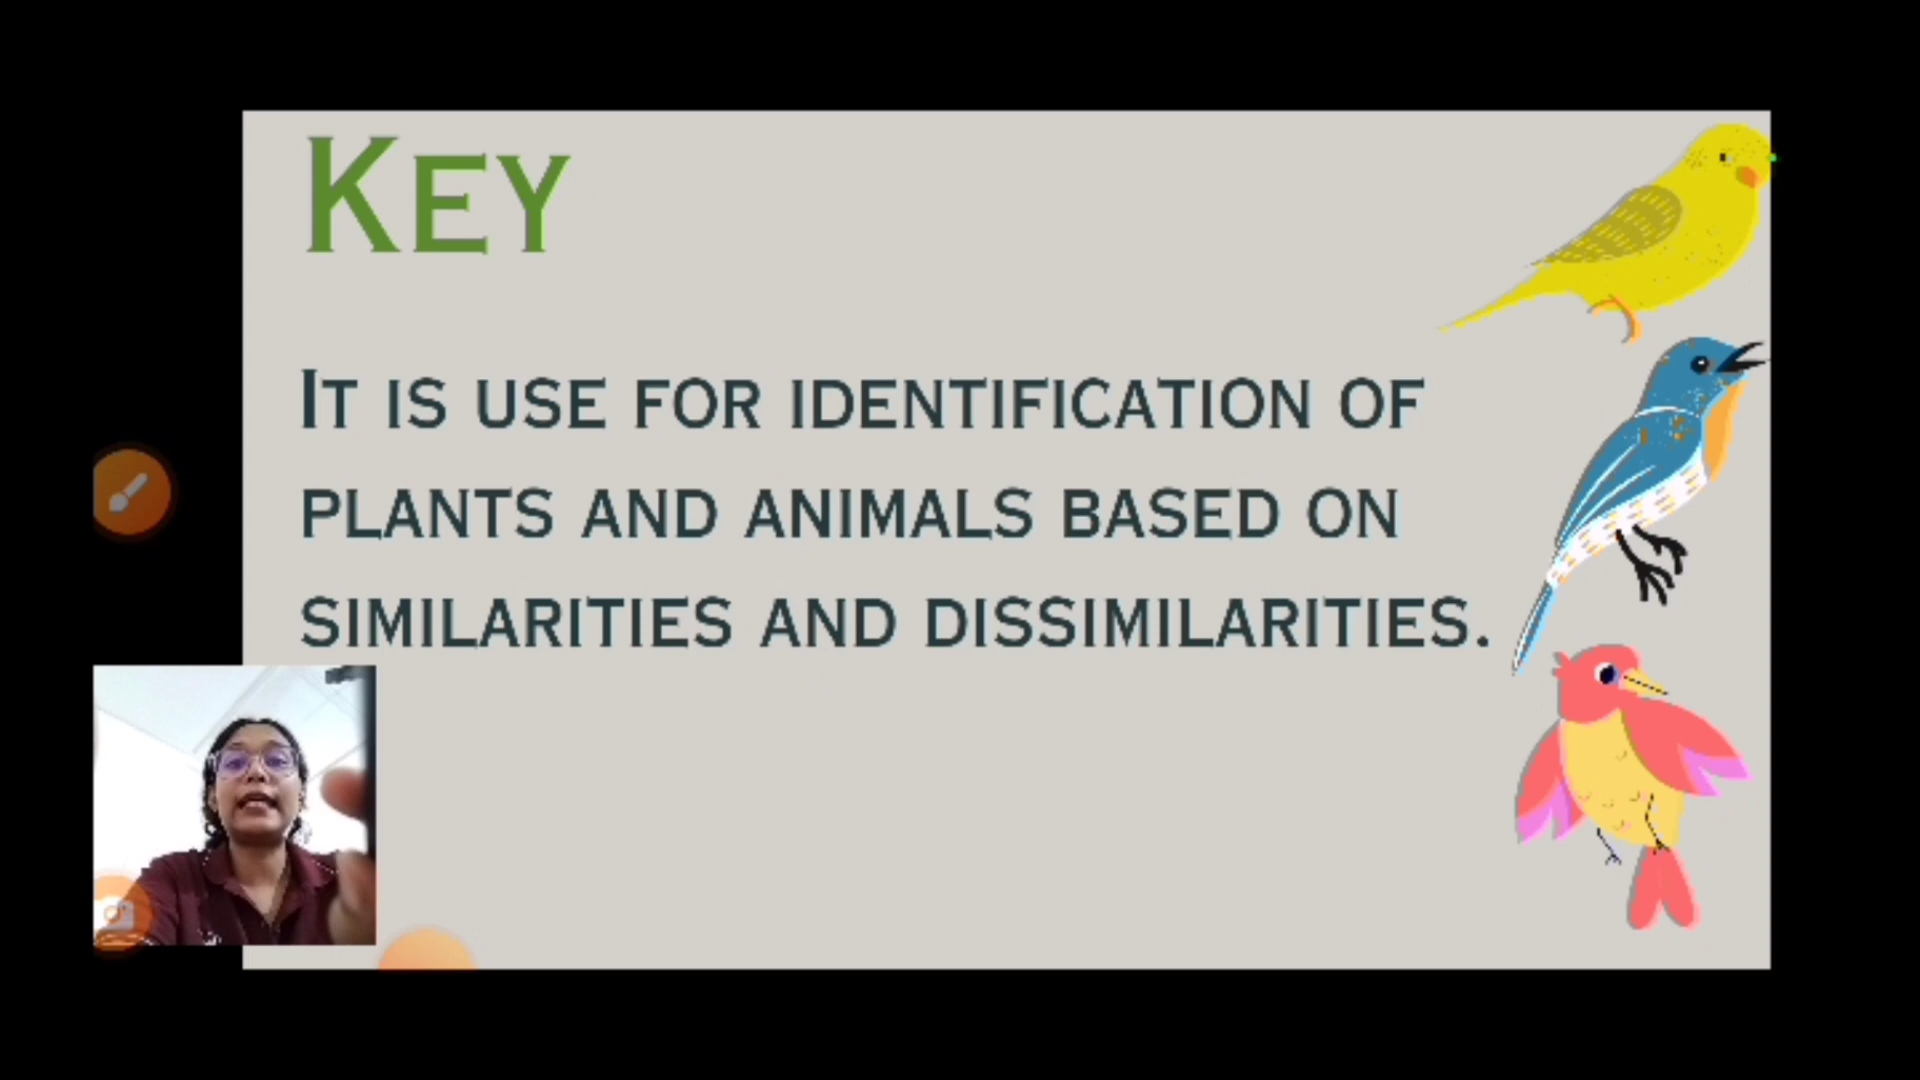 KEY
IT IS USE FOR IDENTIFICATION OF
PLANTS AND ANIMALS BASED ON
SIMILARITIES AND DISSIMILARITIES.